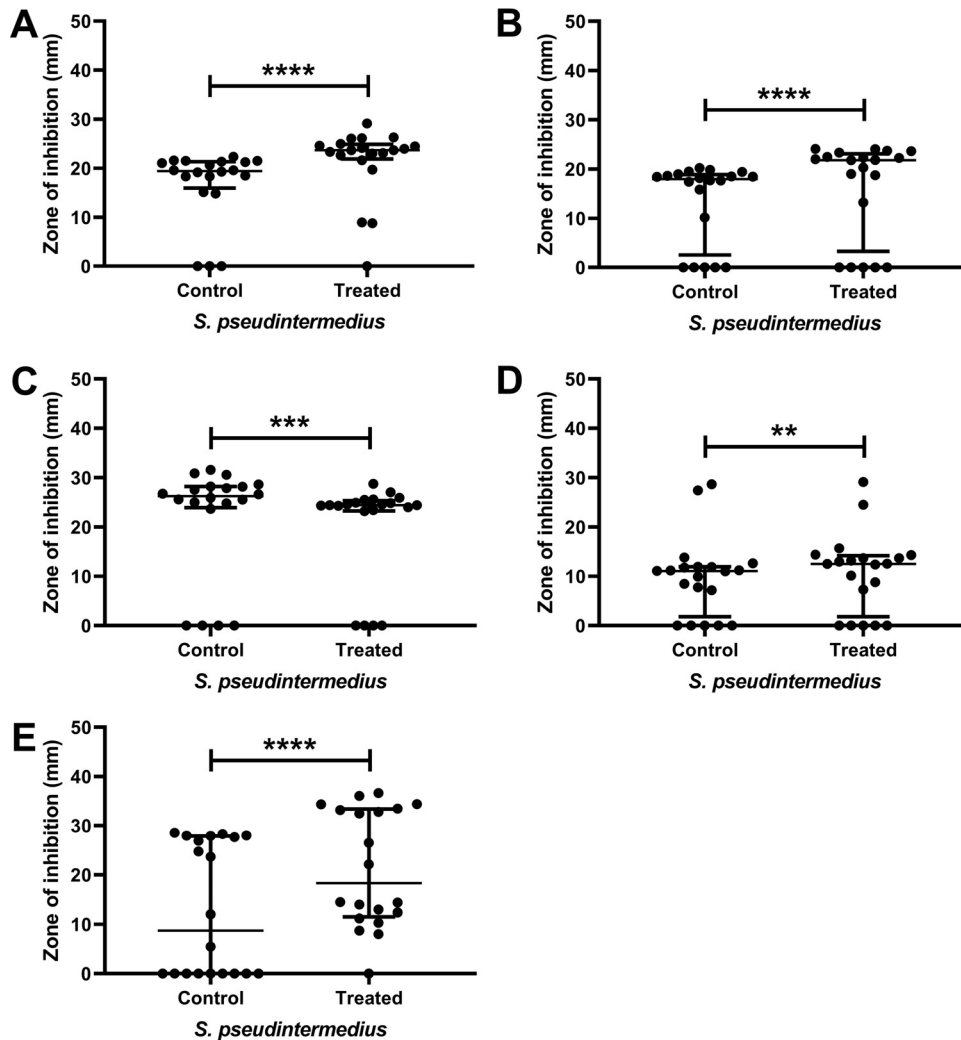 A
Zone of inhibition (mm)
50
40
30
20
10
0
****
Control
Treated
S. pseudintermedius
B
Zone of inhibition (mm)
50
40
30
20
10
0
****
Control
Treated
S. pseudintermedius
C
Zone of inhibition (mm)
50
40
30
20
10
0
***
Control
Treated
S. pseudintermedius
D
Zone of inhibition (mm)
50
40
30
20
10
0
**
Control
Treated
S. pseudintermedius
E
Zone of inhibition (mm)
50
40
30
20
10
0
****
Control
Treated
S. pseudintermedius